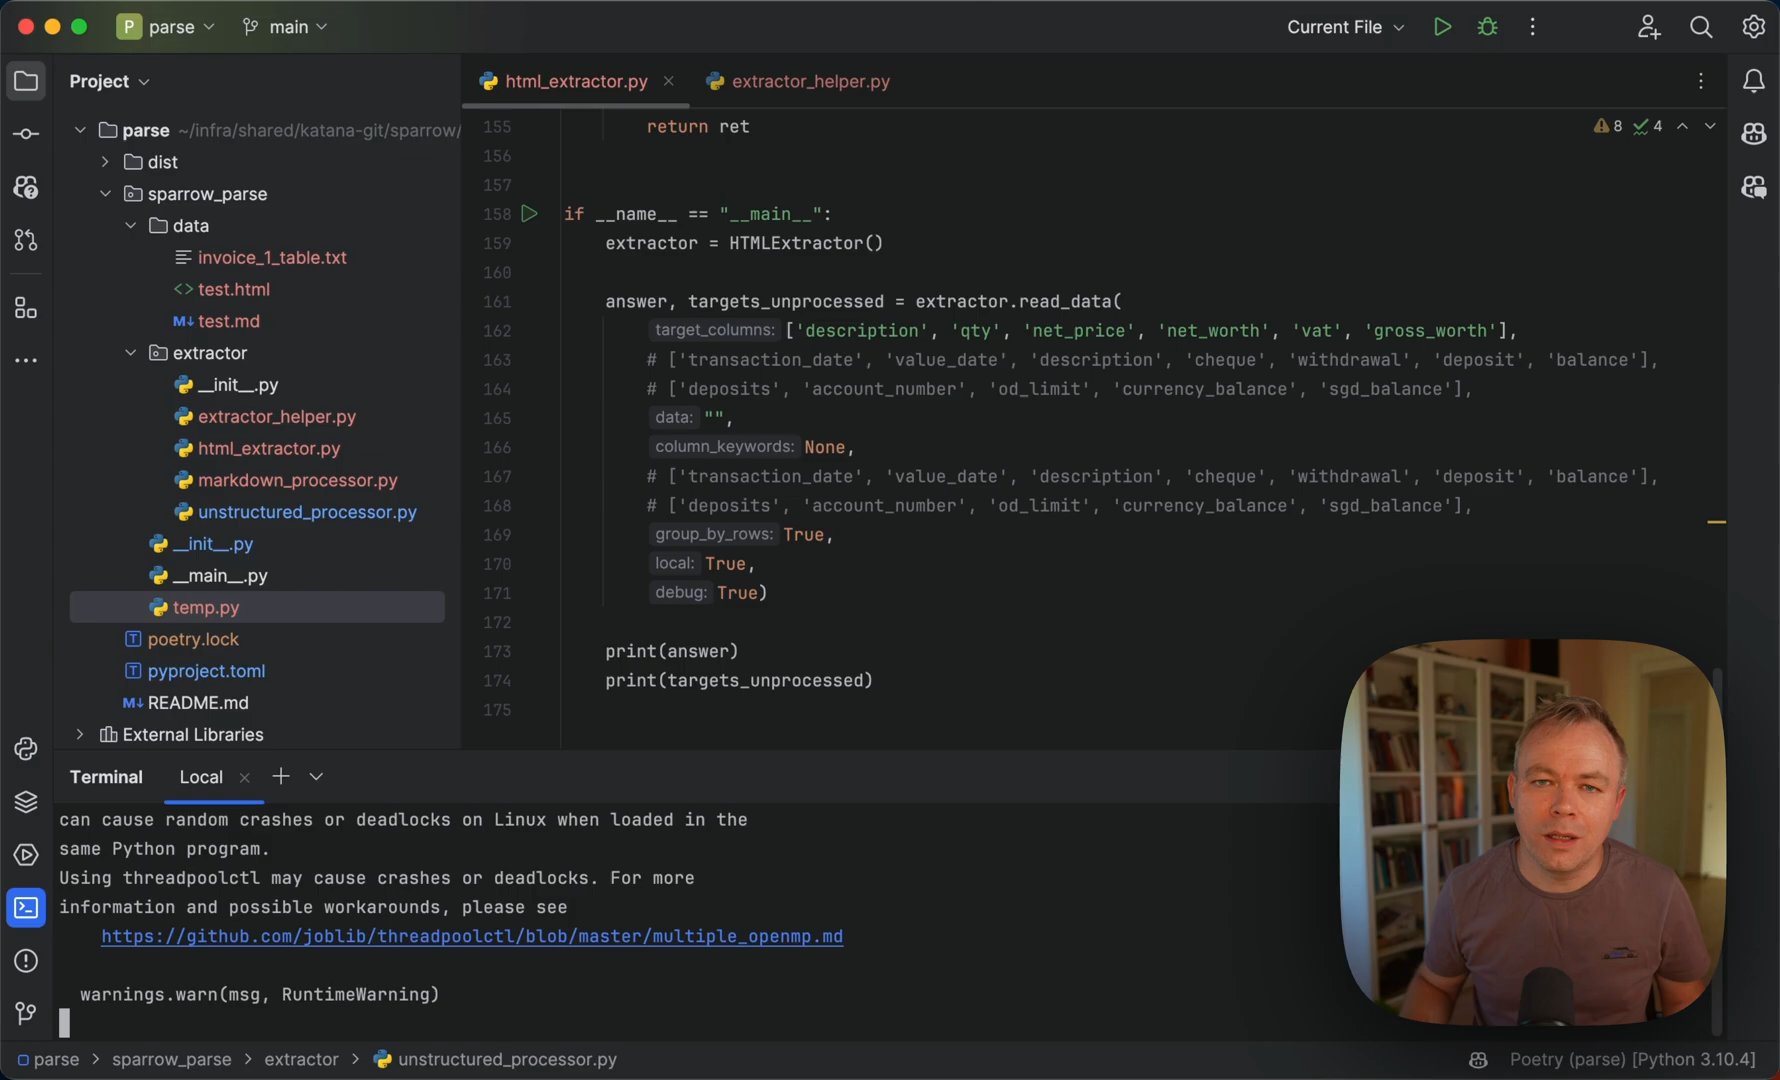 P parse main Current File
Project
html_extractor.py extractor_helper.py
parse ~/infra/shared/katana-git/sparrow/
dist
sparrow_parse
data
invoice_1_table.txt
<> test.html
M↓ test.md
extractor
__init__.py
extractor_helper.py
html_extractor.py
markdown_processor.py
unstructured_processor.py
__init__.py
__main__.py
temp.py
poetry.lock
pyproject.toml
M↓ README.md
External Libraries
8 4
155 return ret
156
157
158 if __name__ == "__main__":
159 extractor = HTMLExtractor()
160
161 answer, targets_unprocessed = extractor.read_data(
162 target_columns: ['description', 'qty', 'net_price', 'net_worth', 'vat', 'gross_worth'],
163 # ['transaction_date', 'value_date', 'description', 'cheque', 'withdrawal', 'deposit', 'balance'],
164 # ['deposits', 'account_number', 'od_limit', 'currency_balance', 'sgd_balance'],
165 data: "",
166 column_keywords: None,
167 # ['transaction_date', 'value_date', 'description', 'cheque', 'withdrawal', 'deposit', 'balance'],
168 # ['deposits', 'account_number', 'od_limit', 'currency_balance', 'sgd_balance'],
169 group_by_rows: True,
170 local: True,
171 debug: True)
172
173 print(answer)
174 print(targets_unprocessed)
175
Terminal Local
can cause random crashes or deadlocks on Linux when loaded in the
same Python program.
Using threadpoolctl may cause crashes or deadlocks. For more
information and possible workarounds, please see
https://github.com/joblib/threadpoolctl/blob/master/multiple_openmp.md
warnings.warn(msg, RuntimeWarning)
parse > sparrow_parse > extractor > unstructured_processor.py
Poetry (parse) [Python 3.10.4]